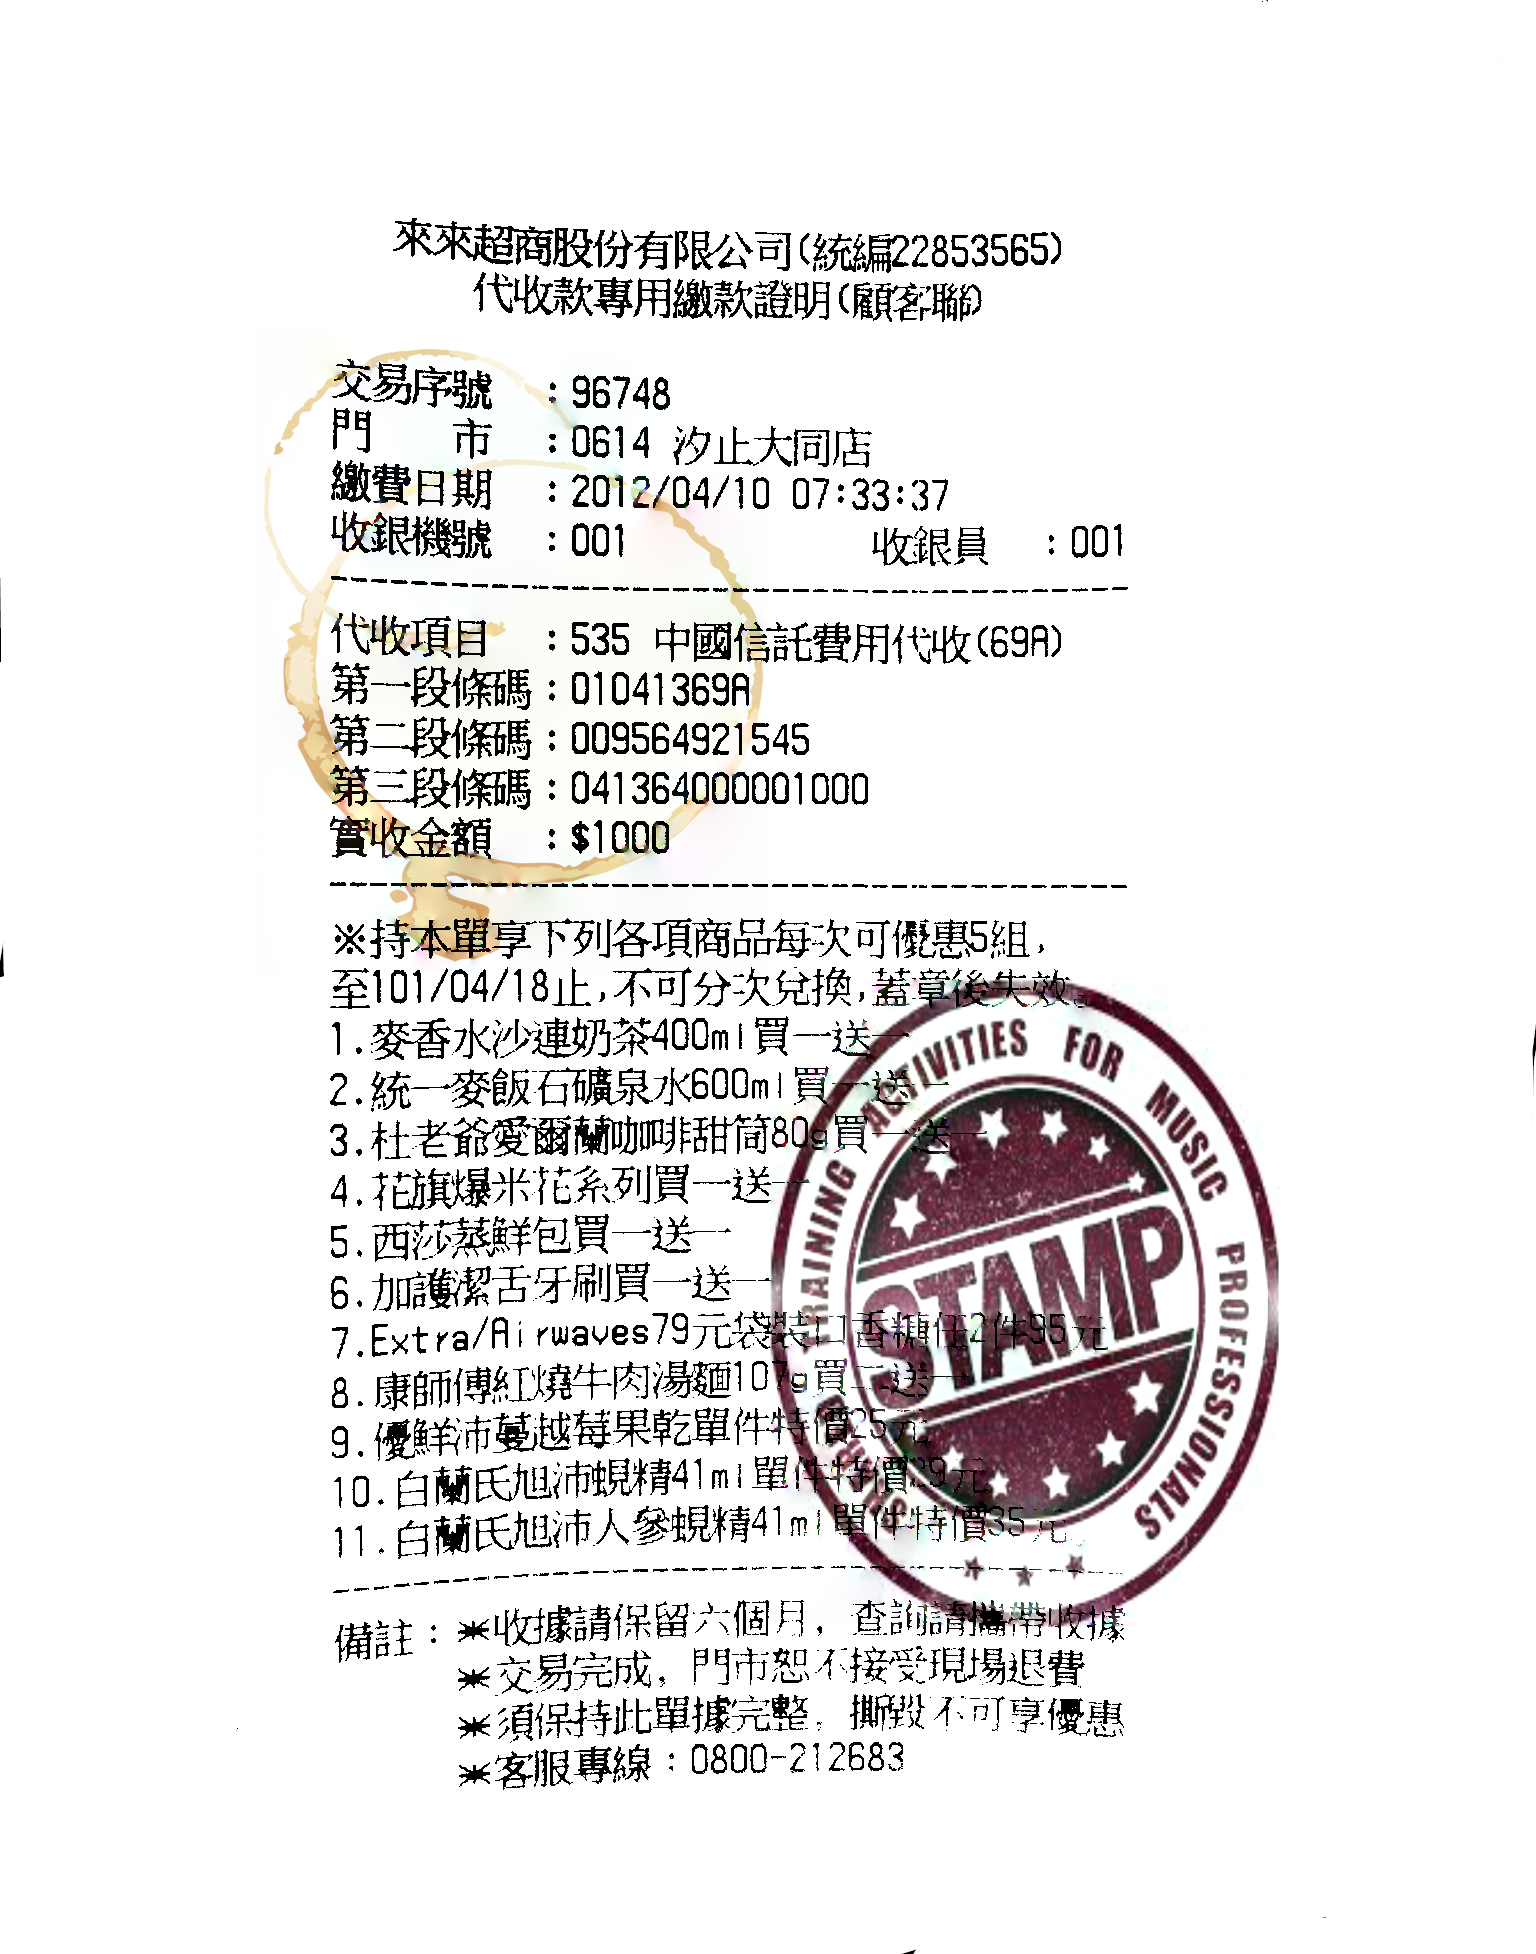 來來超商股份有限公司(統編22853565)
代收款專用繳款證明(顧客聯)
交易序號 :96748
門 市 :0614 汐止大同店
繳費日期 :2012/04/10 07:33:37
收銀機號 :001 收銀員 :001
代收項目 :535 中國信託費用代收(69A)
第一段條碼:01041369A
第二段條碼:009564921545
第三段條碼:041364000001000
實收金額 :$1000
※持本單享下列各項商品每次可優惠5組,
至101/04/18止,不可分次兌換,蓋章後失效。
1.麥香水沙連奶茶400ml買一送一
2.統一麥飯石礦泉水600ml買一送一
3.杜老爺愛爾蘭咖啡甜筒80g買一送一
4.花旗爆米花系列買一送一
5.西莎蒸鮮包買一送一
6.加護潔舌牙刷買一送一
7.Extra/Airwaves79元袋裝口香糖任2件95元
8.康師傅紅燒牛肉湯麵107g買二送一
9.優鮮沛蔓越莓果乾單件特價25元
10.白蘭氏旭沛蜆精41ml單件特價29元
11.白蘭氏旭沛人參蜆精41ml單件特價35元
備註:*收據請保留六個月,查詢請攜帶收據
*交易完成,門市恕不接受現場退費
*須保持此單據完整,撕毀不可享優惠
*客服專線:0800-212683
TRAINING ACTIVITIES FOR MUSIC PROFESSIONALS
STAMP